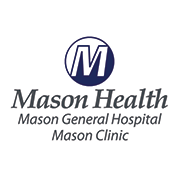 M
Mason Health
Mason General Hospital
Mason Clinic